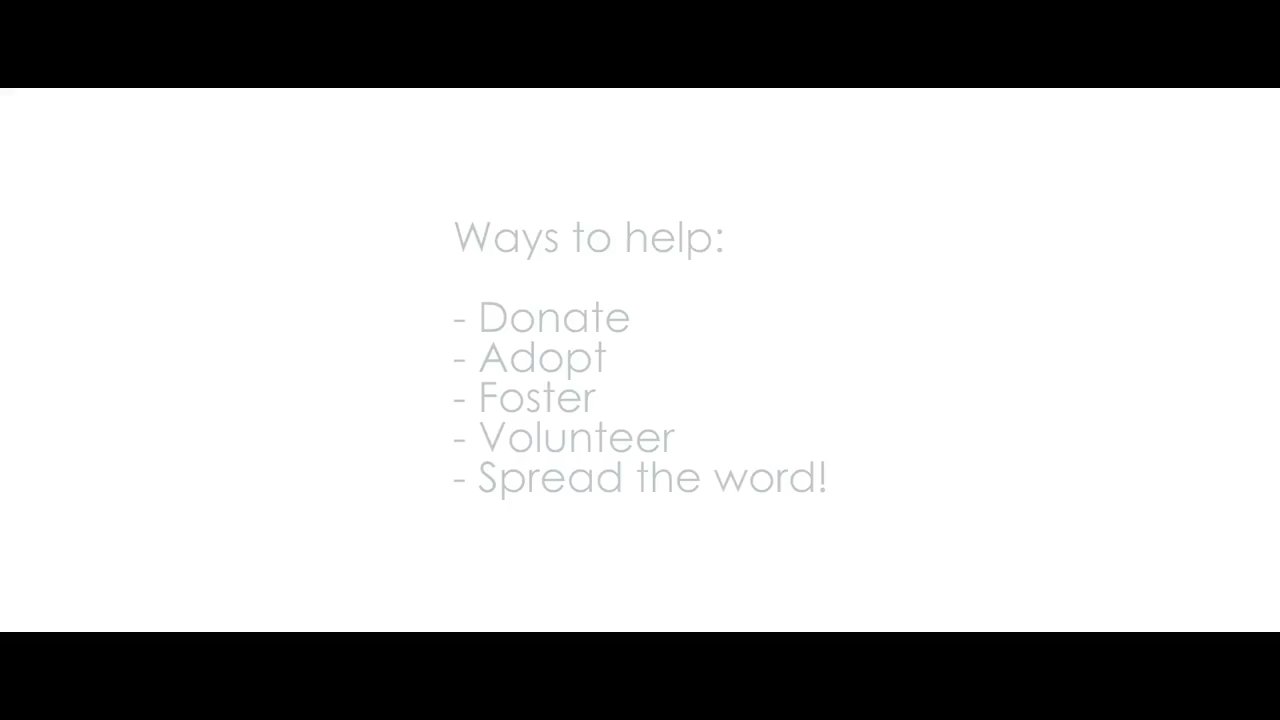 Ways to help:
- Donate
- Adopt
- Foster
- Volunteer
- Spread the word!